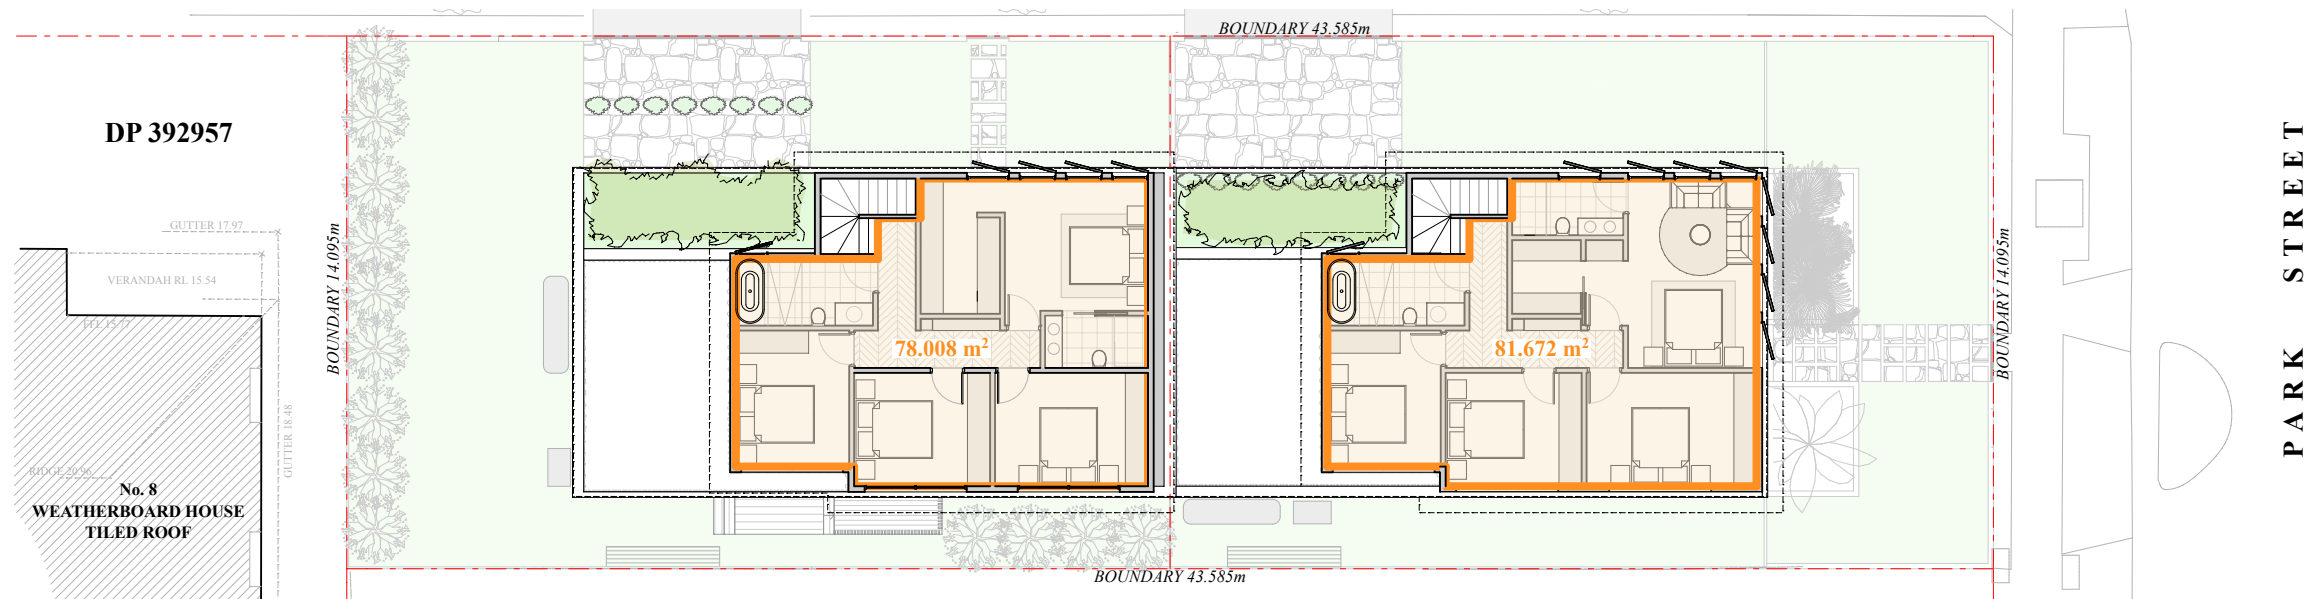 BOUNDARY 43.585m
DP 392957
GUTTER 17.97
VERANDAH RL 15.54
FFL 15.77
GUTTER 18.48
RIDGE 20.96
No. 8
WEATHERBOARD HOUSE
TILED ROOF
BOUNDARY 14.095m
78.008 m²
81.672 m²
BOUNDARY 14.095m
BOUNDARY 43.585m
PARK STREET